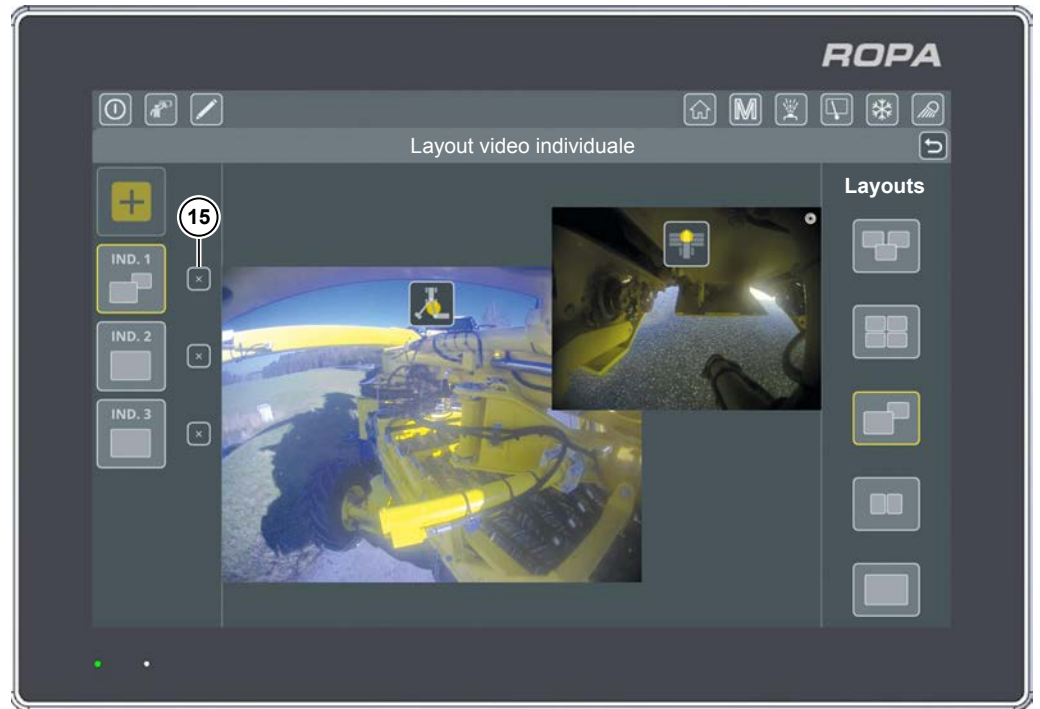 ROPA
M
Layout video individuale
15
Layouts
IND. 1
IND. 2
IND. 3